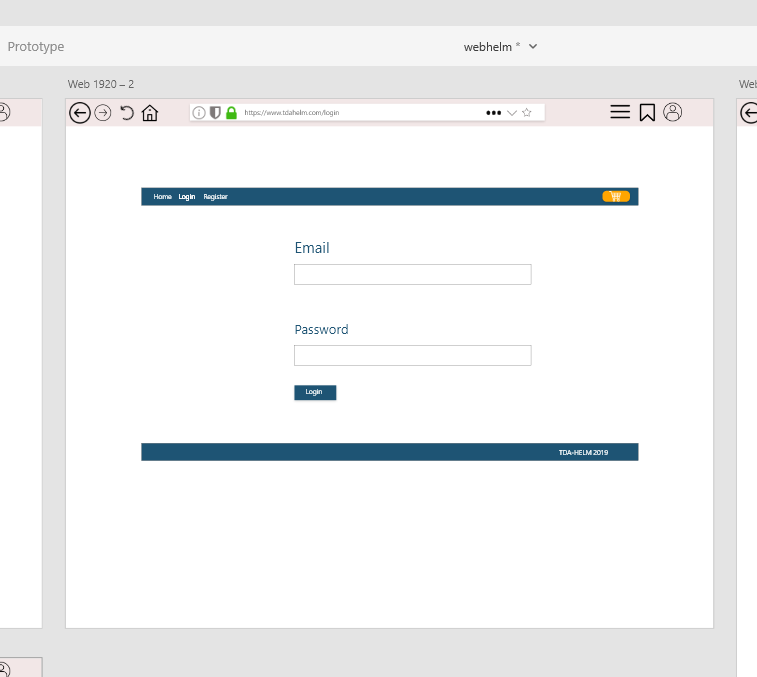 Prototype
webhelm *
Web 1920 – 2
Web
https://www.tdahelm.com/login
Home Login Register
Email
Password
Login
TDA-HELM 2019